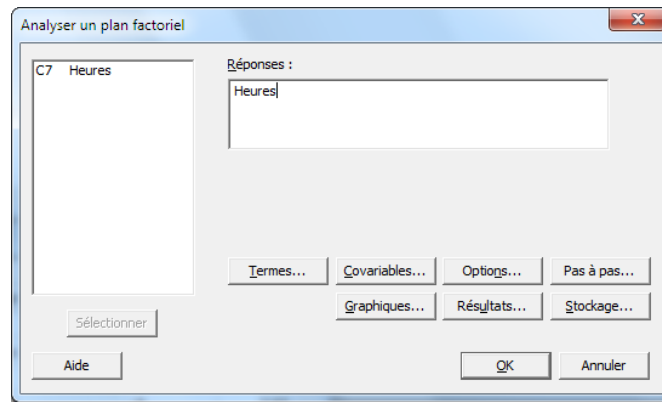 Analyser un plan factoriel
C7 Heures
Réponses :
Heures
Termes... Covariables... Options... Pas à pas...
Graphiques... Résultats... Stockage...
Sélectionner
Aide OK Annuler